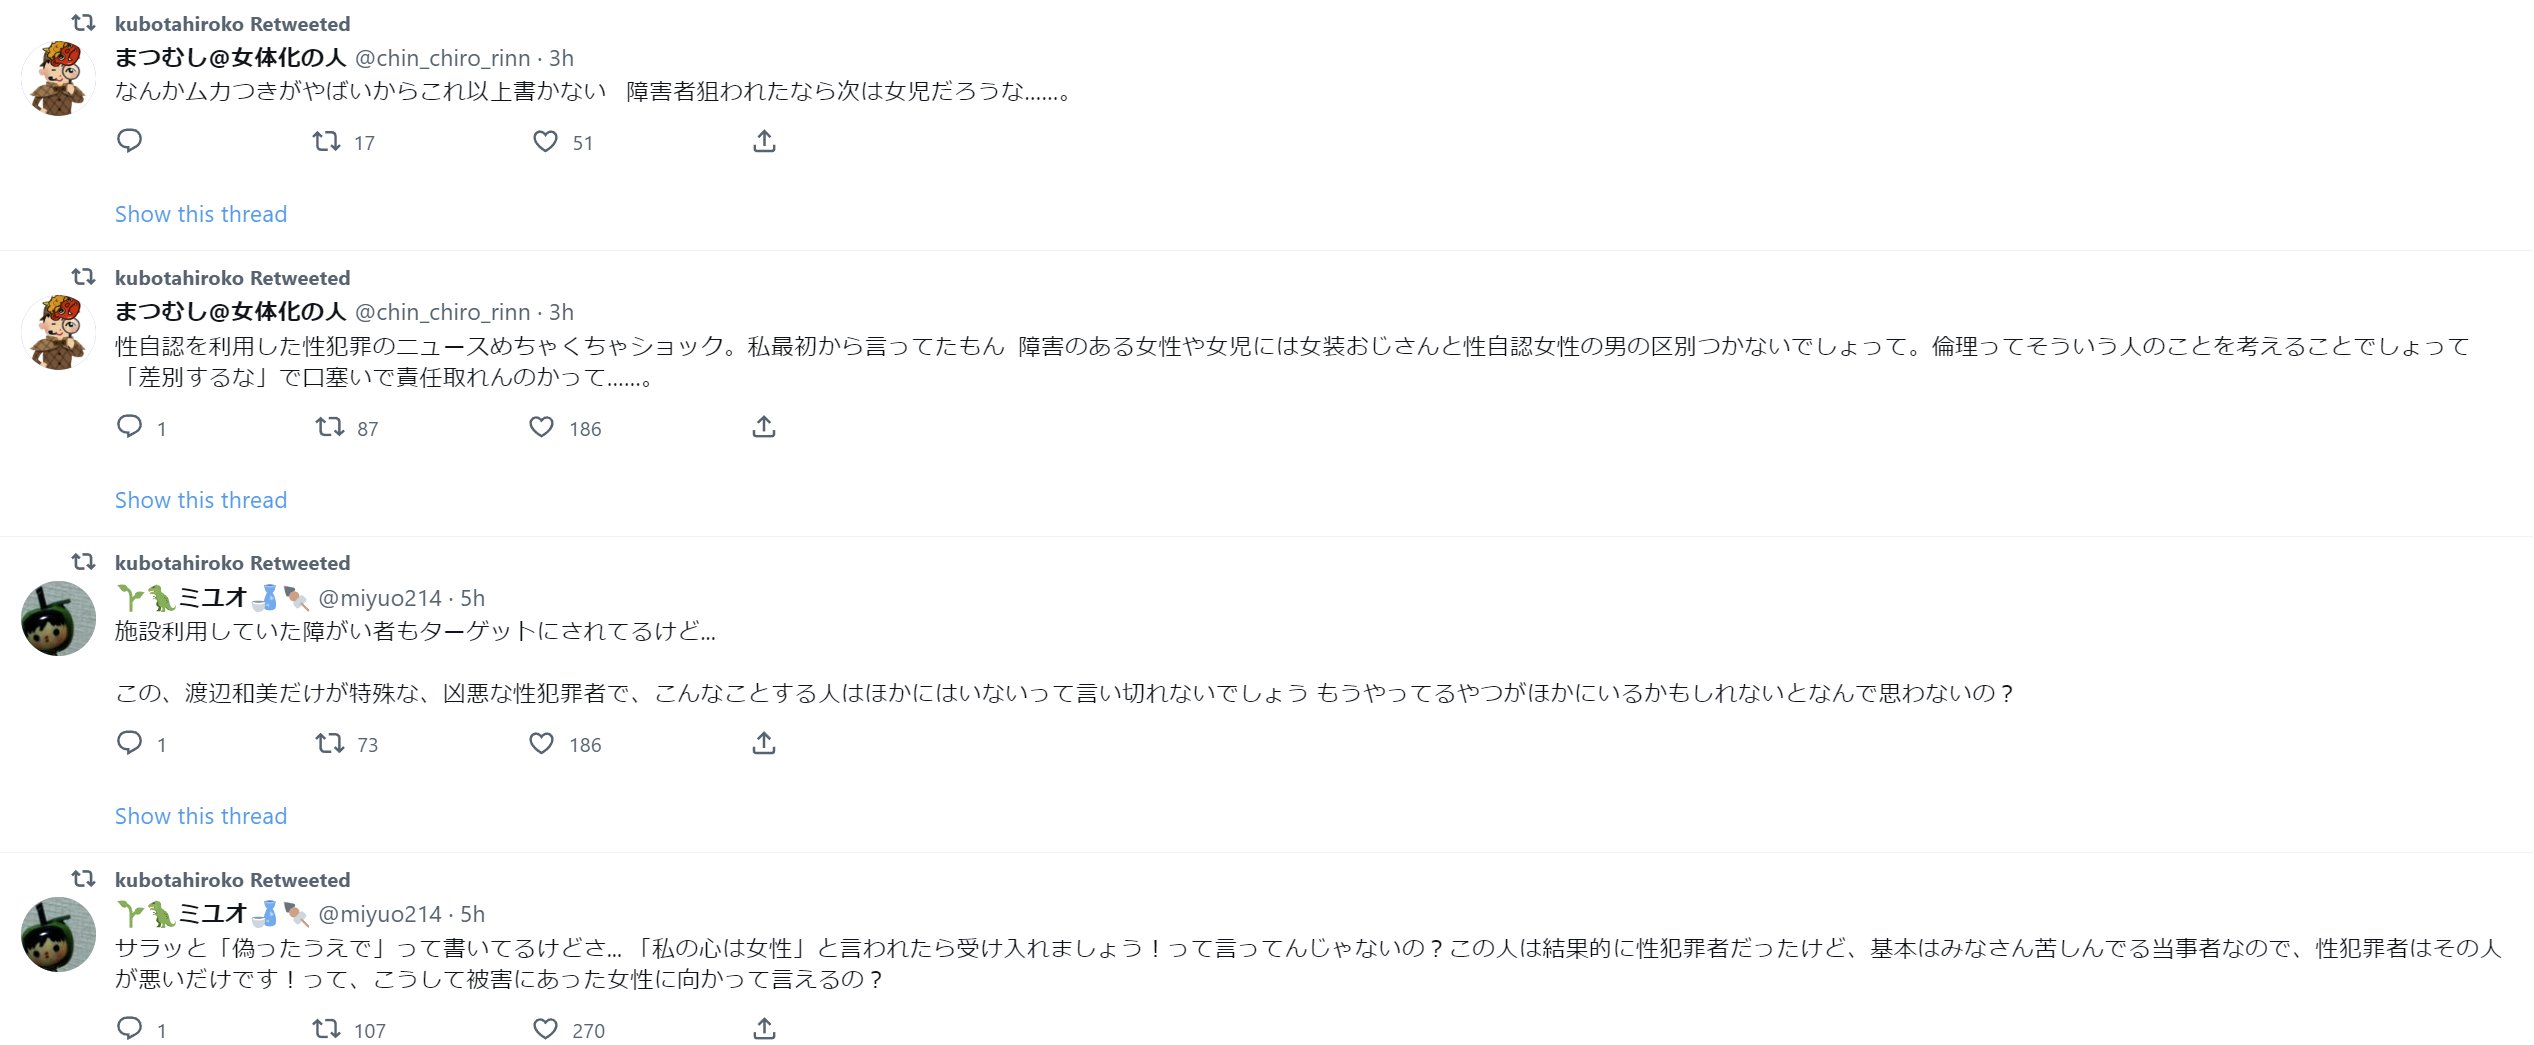 kubotahiroko Retweeted
まつむし@女体化の人 @chin_chiro_rinn · 3h
なんかムカつきがやばいからこれ以上書かない　障害者狙われたなら次は女児だろうな……。
17 51
Show this thread
kubotahiroko Retweeted
まつむし@女体化の人 @chin_chiro_rinn · 3h
性自認を利用した性犯罪のニュースめちゃくちゃショック。私最初から言ってたもん 障害のある女性や女児には女装おじさんと性自認女性の男の区別つかないでしょって。倫理ってそういう人のことを考えることでしょって
「差別するな」で口塞いで責任取れんのかって……。
1 87 186
Show this thread
kubotahiroko Retweeted
🌱🦖ミユオ🍶🍢 @miyuo214 · 5h
施設利用していた障がい者もターゲットにされてるけど...
この、渡辺和美だけが特殊な、凶悪な性犯罪者で、こんなことする人はほかにはいないって言い切れないでしょう もうやってるやつがほかにいるかもしれないとなんで思わないの？
1 73 186
Show this thread
kubotahiroko Retweeted
🌱🦖ミユオ🍶🍢 @miyuo214 · 5h
サラッと「偽ったうえで」って書いてるけどさ... 「私の心は女性」と言われたら受け入れましょう！って言ってんじゃないの？この人は結果的に性犯罪者だったけど、基本はみなさん苦しんでる当事者なので、性犯罪者はその人
が悪いだけです！って、こうして被害にあった女性に向かって言えるの？
1 107 270